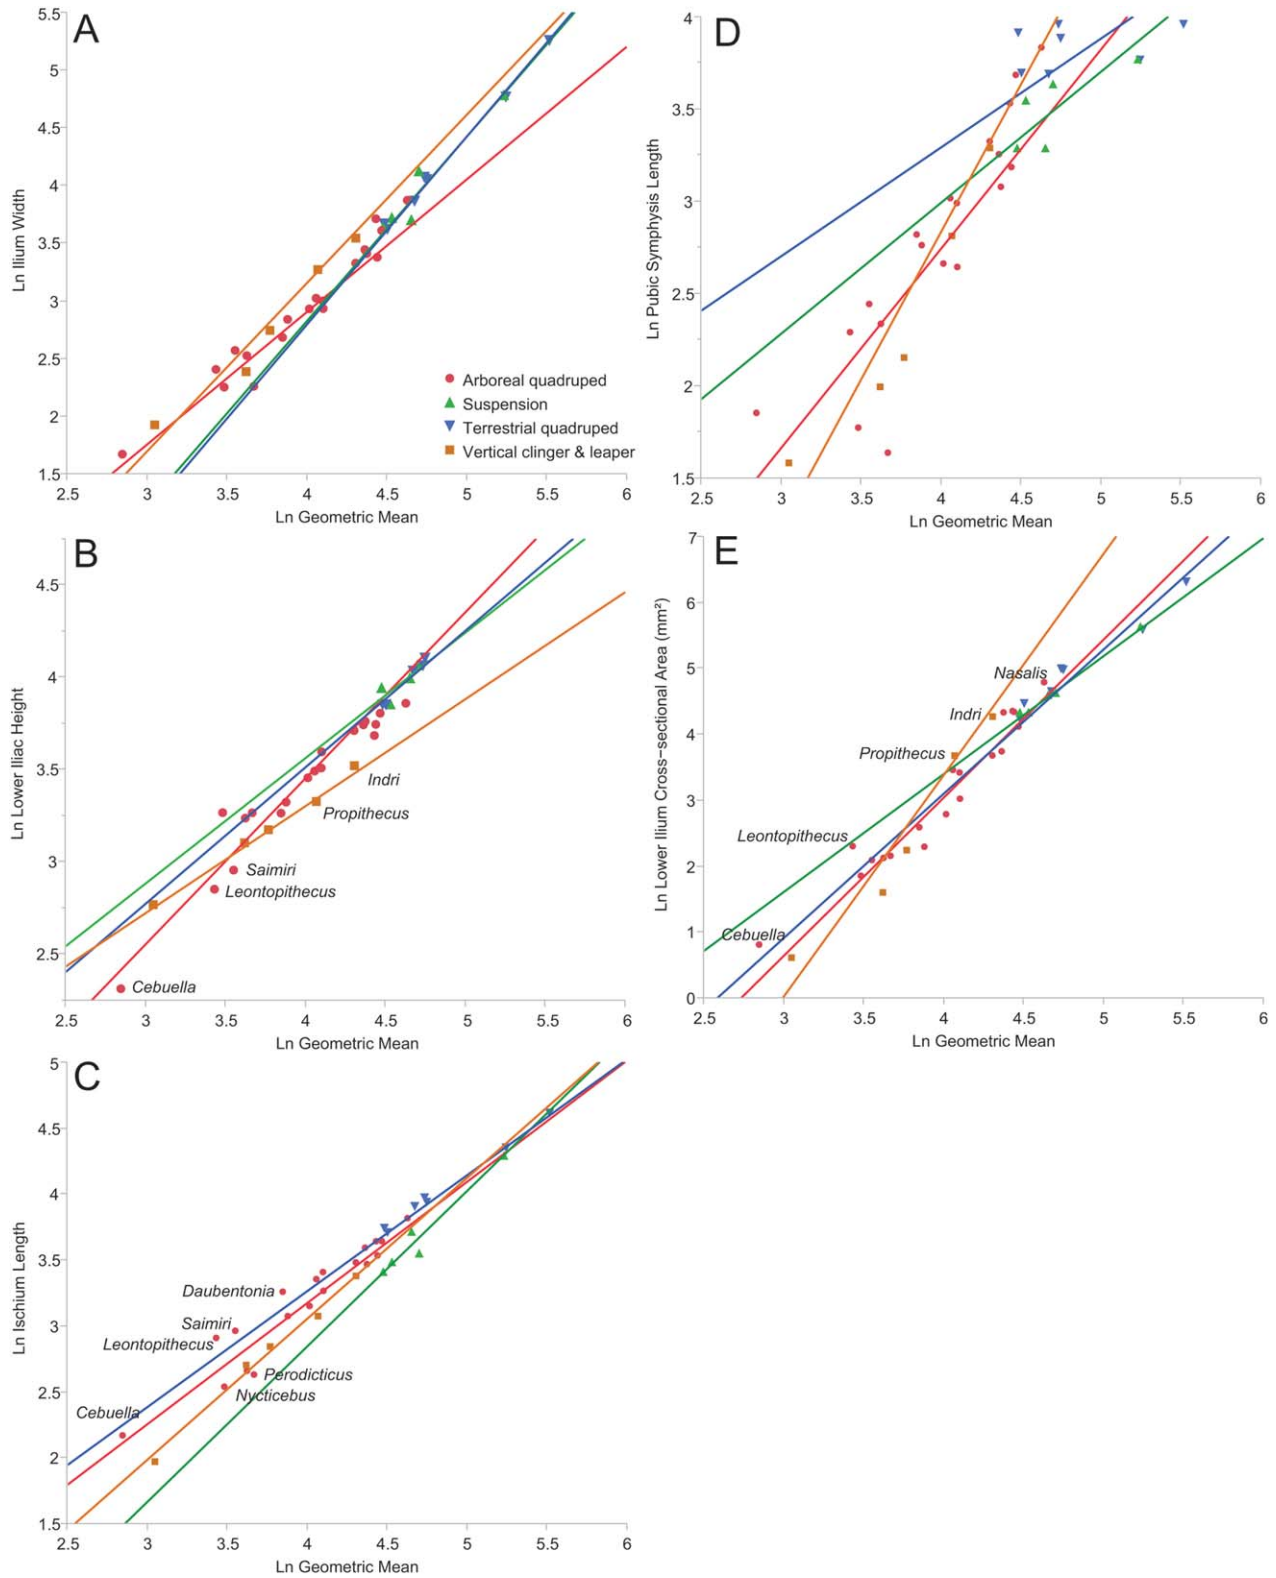 A
5.5
5
4.5
4
3.5
3
2.5
2
1.5
Ln Ilium Width
Arboreal quadruped
Suspension
Terrestrial quadruped
Vertical clinger & leaper
2.5 3 3.5 4 4.5 5 5.5 6
Ln Geometric Mean
B
4.5
4
3.5
3
2.5
Ln Lower Iliac Height
Indri
Propithecus
Saimiri
Leontopithecus
Cebuella
2.5 3 3.5 4 4.5 5 5.5 6
Ln Geometric Mean
C
5
4.5
4
3.5
3
2.5
2
1.5
Ln Ischium Length
Daubentonia
Saimiri
Leontopithecus
Perodicticus
Nycticebus
Cebuella
2.5 3 3.5 4 4.5 5 5.5 6
Ln Geometric Mean
D
4
3.5
3
2.5
2
1.5
Ln Pubic Symphysis Length
2.5 3 3.5 4 4.5 5 5.5 6
Ln Geometric Mean
E
7
6
5
4
3
2
1
0
Ln Lower Ilium Cross-sectional Area (mm²)
Nasalis
Indri
Propithecus
Leontopithecus
Cebuella
2.5 3 3.5 4 4.5 5 5.5 6
Ln Geometric Mean